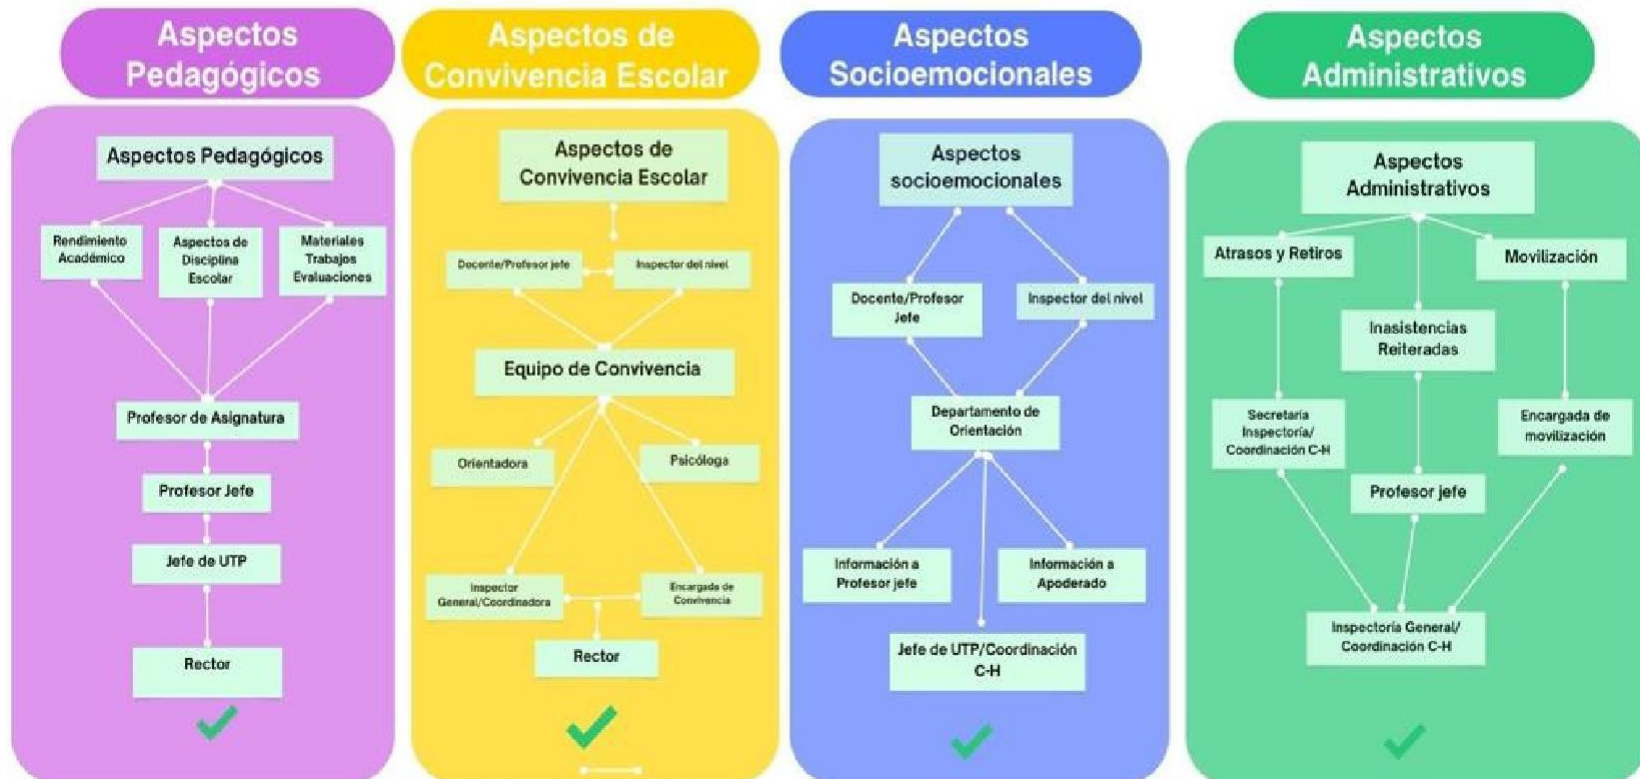 Aspectos
Pedagógicos
Aspectos de
Convivencia Escolar
Aspectos
Socioemocionales
Aspectos
Administrativos
Aspectos Pedagógicos
Rendimiento
Académico
Aspectos de
Disciplina
Escolar
Materiales
Trabajos
Evaluaciones
Profesor de Asignatura
Profesor Jefe
Jefe de UTP
Rector
Aspectos de
Convivencia Escolar
Docente/Profesor jefe
Inspector del nivel
Equipo de Convivencia
Orientadora
Psicóloga
Inspector
General/Coordinadora
Encargada de
Convivencia
Rector
Aspectos
socioemocionales
Docente/Profesor
Jefe
Inspector del nivel
Departamento de
Orientación
Información a
Profesor jefe
Información a
Apoderado
Jefe de UTP/Coordinación
C-H
Aspectos
Administrativos
Atrasos y Retiros
Movilización
Inasistencias
Reiteradas
Secretaría
Inspectoría/
Coordinación C-H
Encargada de
movilización
Profesor jefe
Inspectoría General/
Coordinación C-H